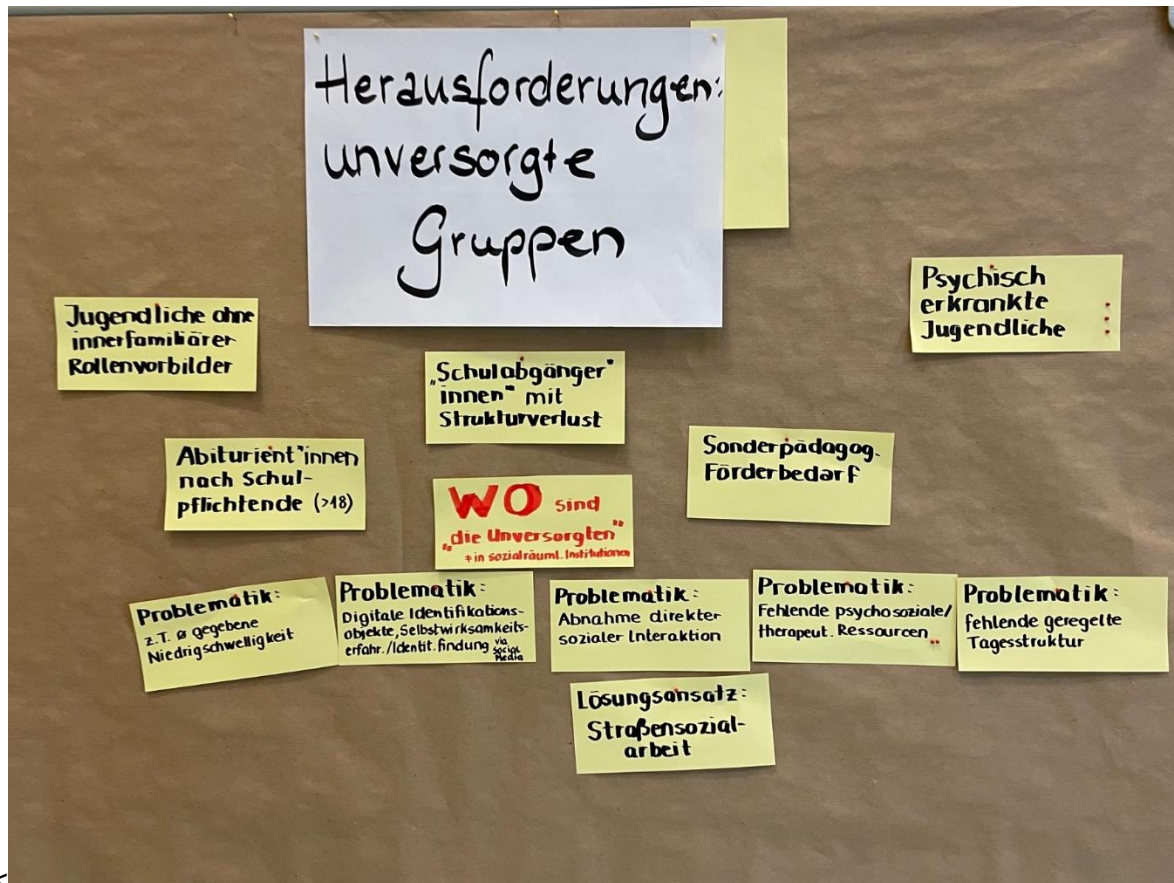 Herausforderungen:
unversorgte
Gruppen
Psychisch
erkrankte
Jugendliche
Jugendliche ohne
innerfamiliärer
Rollenvorbilder
„Schulabgänger*
innen" mit
Strukturverlust
Abiturient*innen
nach Schul-
pflichtende (>18)
Sonderpädagog.
Förderbedarf
WO sind
„die Unversorgten"
≠ in sozialräuml. Institutionen
Problematik:
z.T. ø gegebene
Niedrigschwelligkeit
Problematik:
Digitale Identifikations-
objekte, Selbstwirksamkeits-
erfahr./Identit.findung via
social
Media
Problematik:
Abnahme direkter
sozialer Interaktion
Problematik:
Fehlende psychosoziale/
therapeut. Ressourcen
Problematik:
fehlende geregelte
Tagesstruktur
Lösungsansatz:
Straßensozial-
arbeit